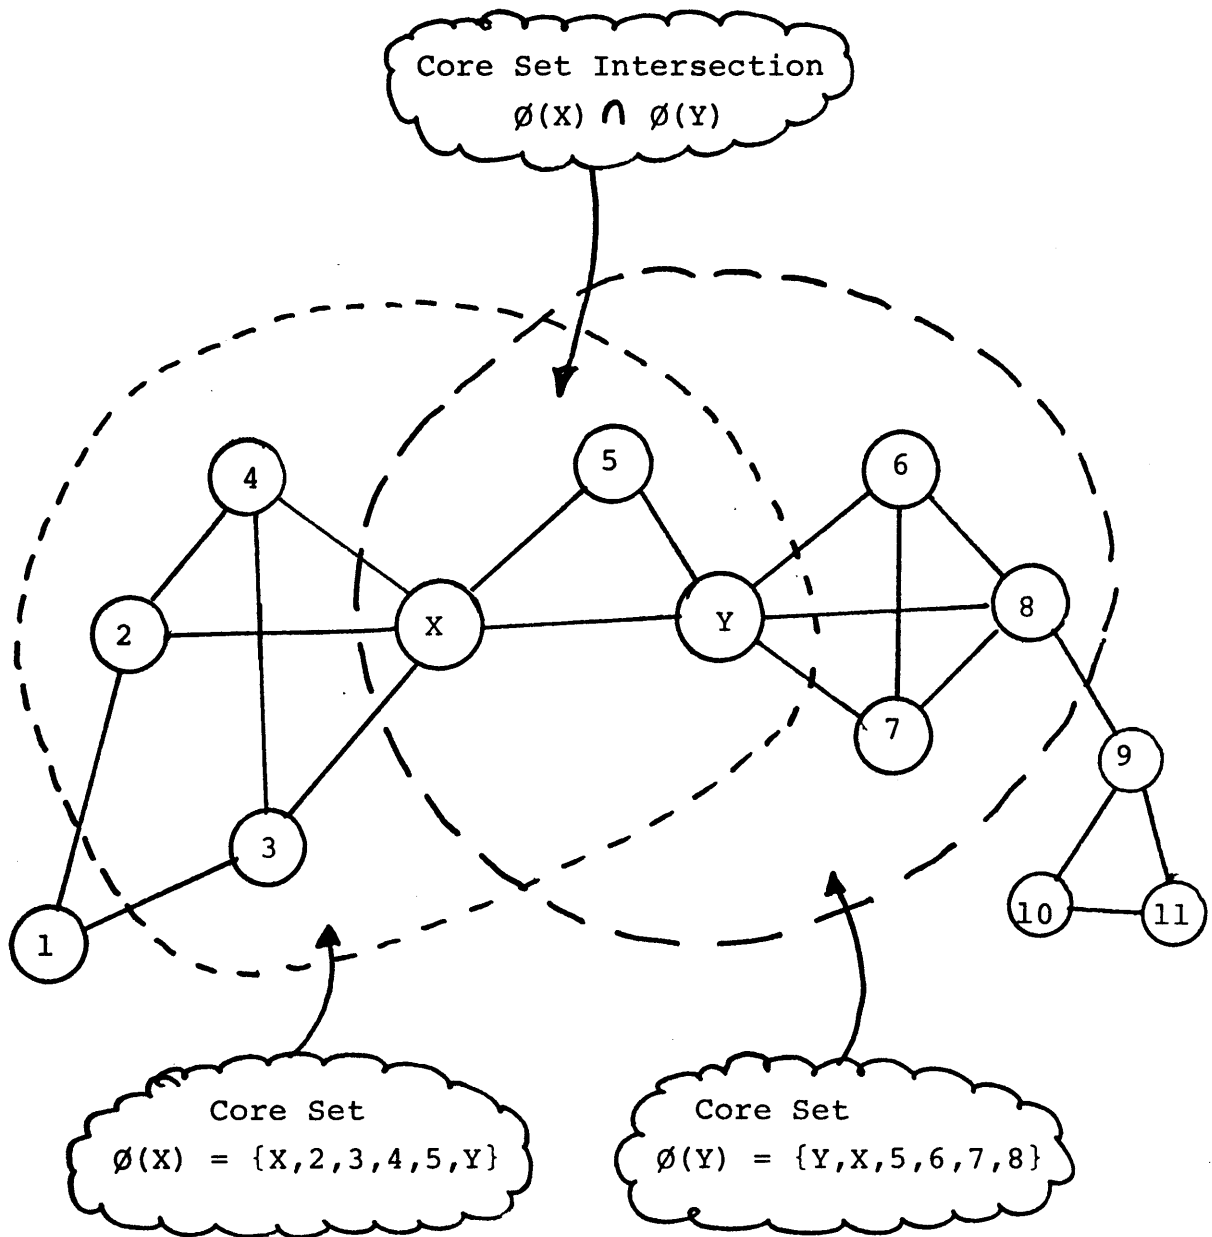 Core Set Intersection
Ø(X) ∩ Ø(Y)
4
5
6
2
X
Y
8
7
9
3
1
10
11
Core Set
Ø(X) = {X,2,3,4,5,Y}
Core Set
Ø(Y) = {Y,X,5,6,7,8}